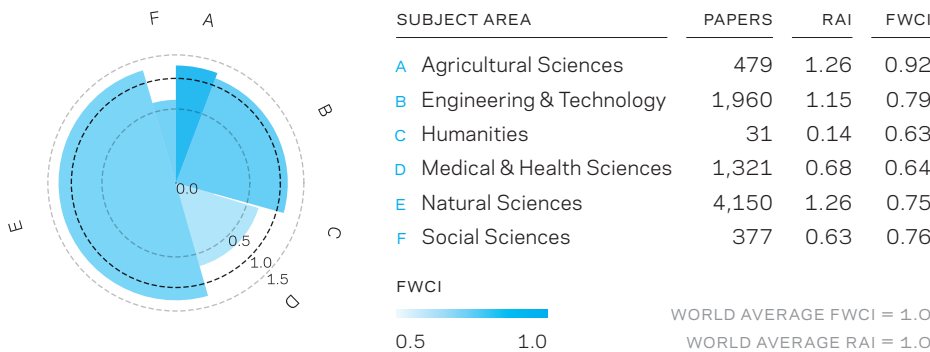 F A
B
E
C
D
0.0
0.5
1.0
1.5
SUBJECT AREA PAPERS RAI FWCI
A Agricultural Sciences 479 1.26 0.92
B Engineering & Technology 1,960 1.15 0.79
C Humanities 31 0.14 0.63
D Medical & Health Sciences 1,321 0.68 0.64
E Natural Sciences 4,150 1.26 0.75
F Social Sciences 377 0.63 0.76
FWCI
0.5 1.0
WORLD AVERAGE FWCI = 1.0
WORLD AVERAGE RAI = 1.0